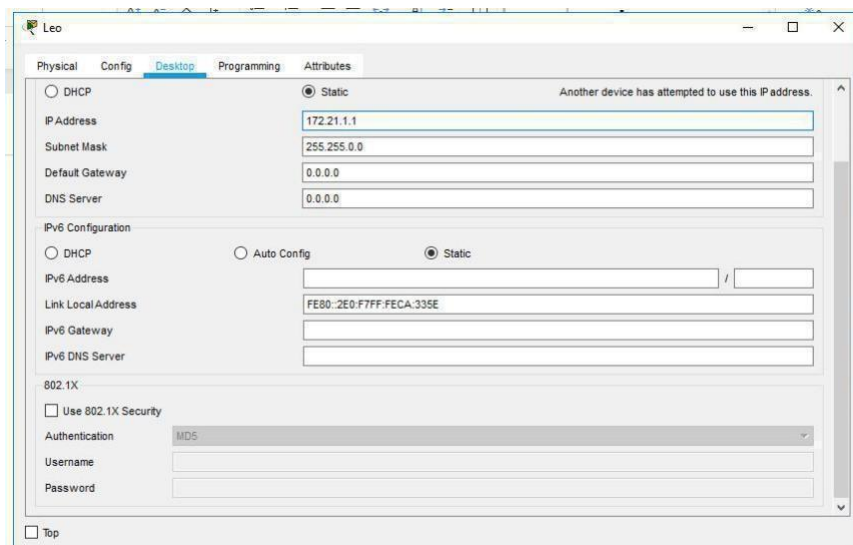 Leo
Physical Config Desktop Programming Attributes
DHCP Static Another device has attempted to use this IP address.
IP Address 172.21.1.1
Subnet Mask 255.255.0.0
Default Gateway 0.0.0.0
DNS Server 0.0.0.0
IPv6 Configuration
DHCP Auto Config Static
IPv6 Address /
Link Local Address FE80::2E0:F7FF:FECA:335E
IPv6 Gateway
IPv6 DNS Server
802.1X
Use 802.1X Security
Authentication MD5
Username
Password
Top